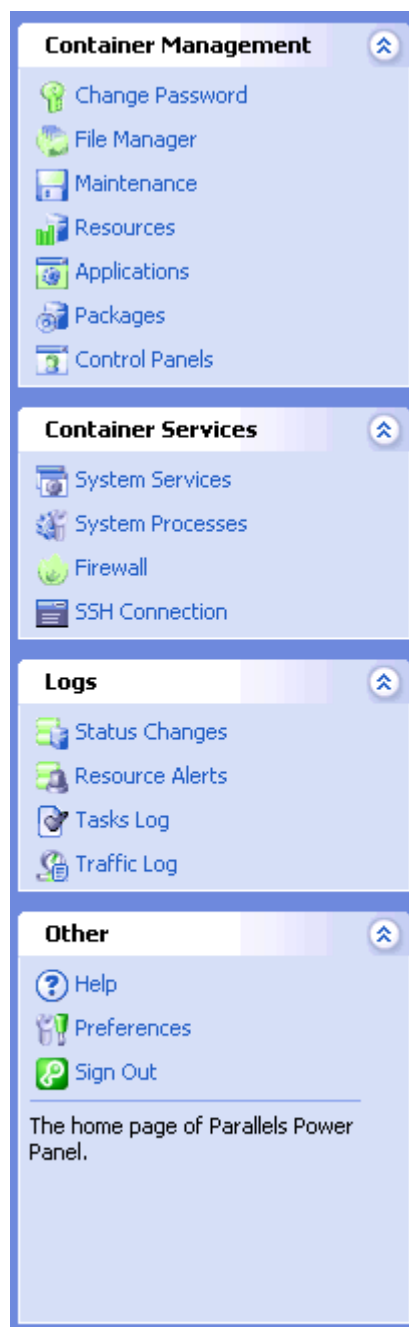 Container Management
Change Password
File Manager
Maintenance
Resources
Applications
Packages
Control Panels
Container Services
System Services
System Processes
Firewall
SSH Connection
Logs
Status Changes
Resource Alerts
Tasks Log
Traffic Log
Other
Help
Preferences
Sign Out
The home page of Parallels Power
Panel.